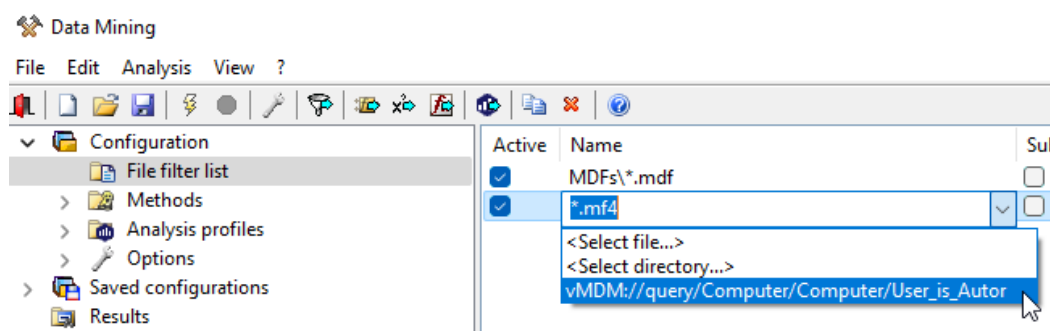 Data Mining
File Edit Analysis View ?
Configuration
File filter list
Methods
Analysis profiles
Options
Saved configurations
Results
Active Name Sul
MDFs\*.mdf
*.mf4
<Select file...>
<Select directory...>
vMDM://query/Computer/Computer/User_is_Autor